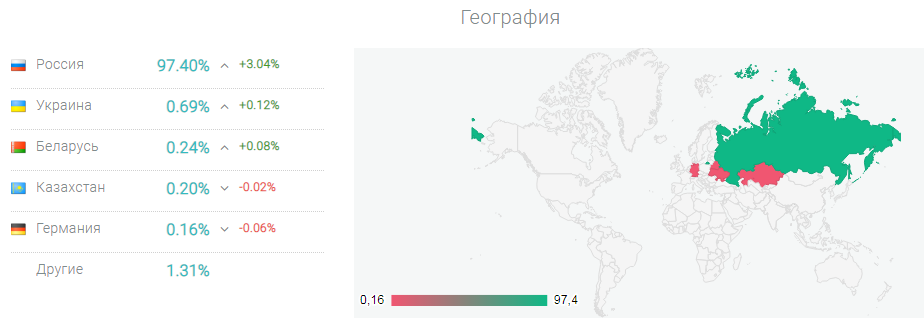 География
Россия 97.40% +3.04%
Украина 0.69% +0.12%
Беларусь 0.24% +0.08%
Казахстан 0.20% -0.02%
Германия 0.16% -0.06%
Другие 1.31%
0,16 97,4